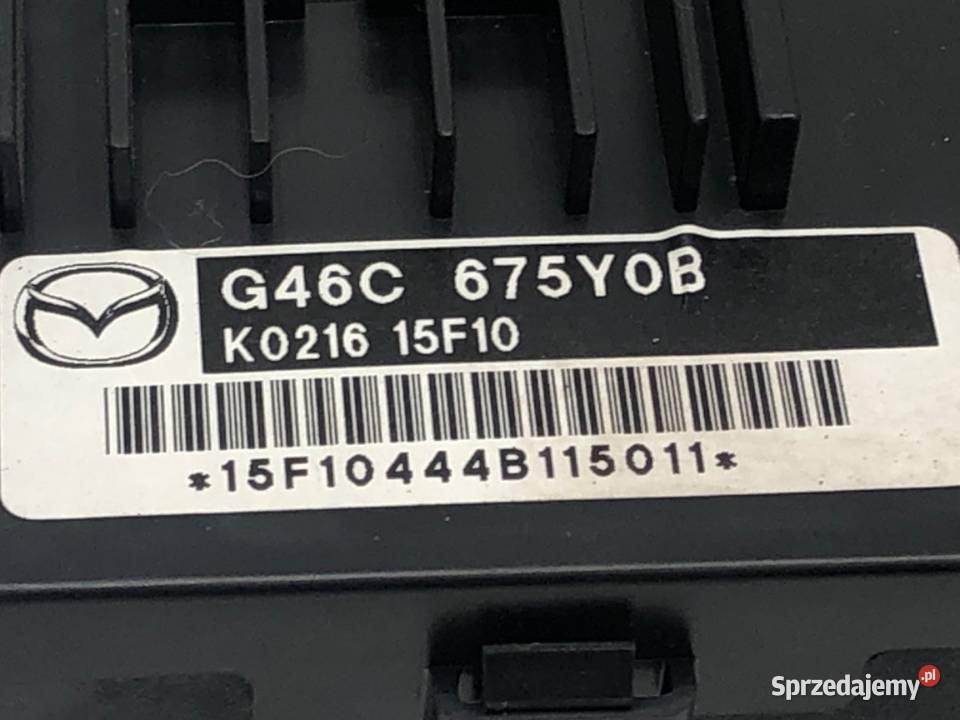 G46C 675Y0B
K0216 15F10
*15F10444B115011*
Sprzedajemy.pl